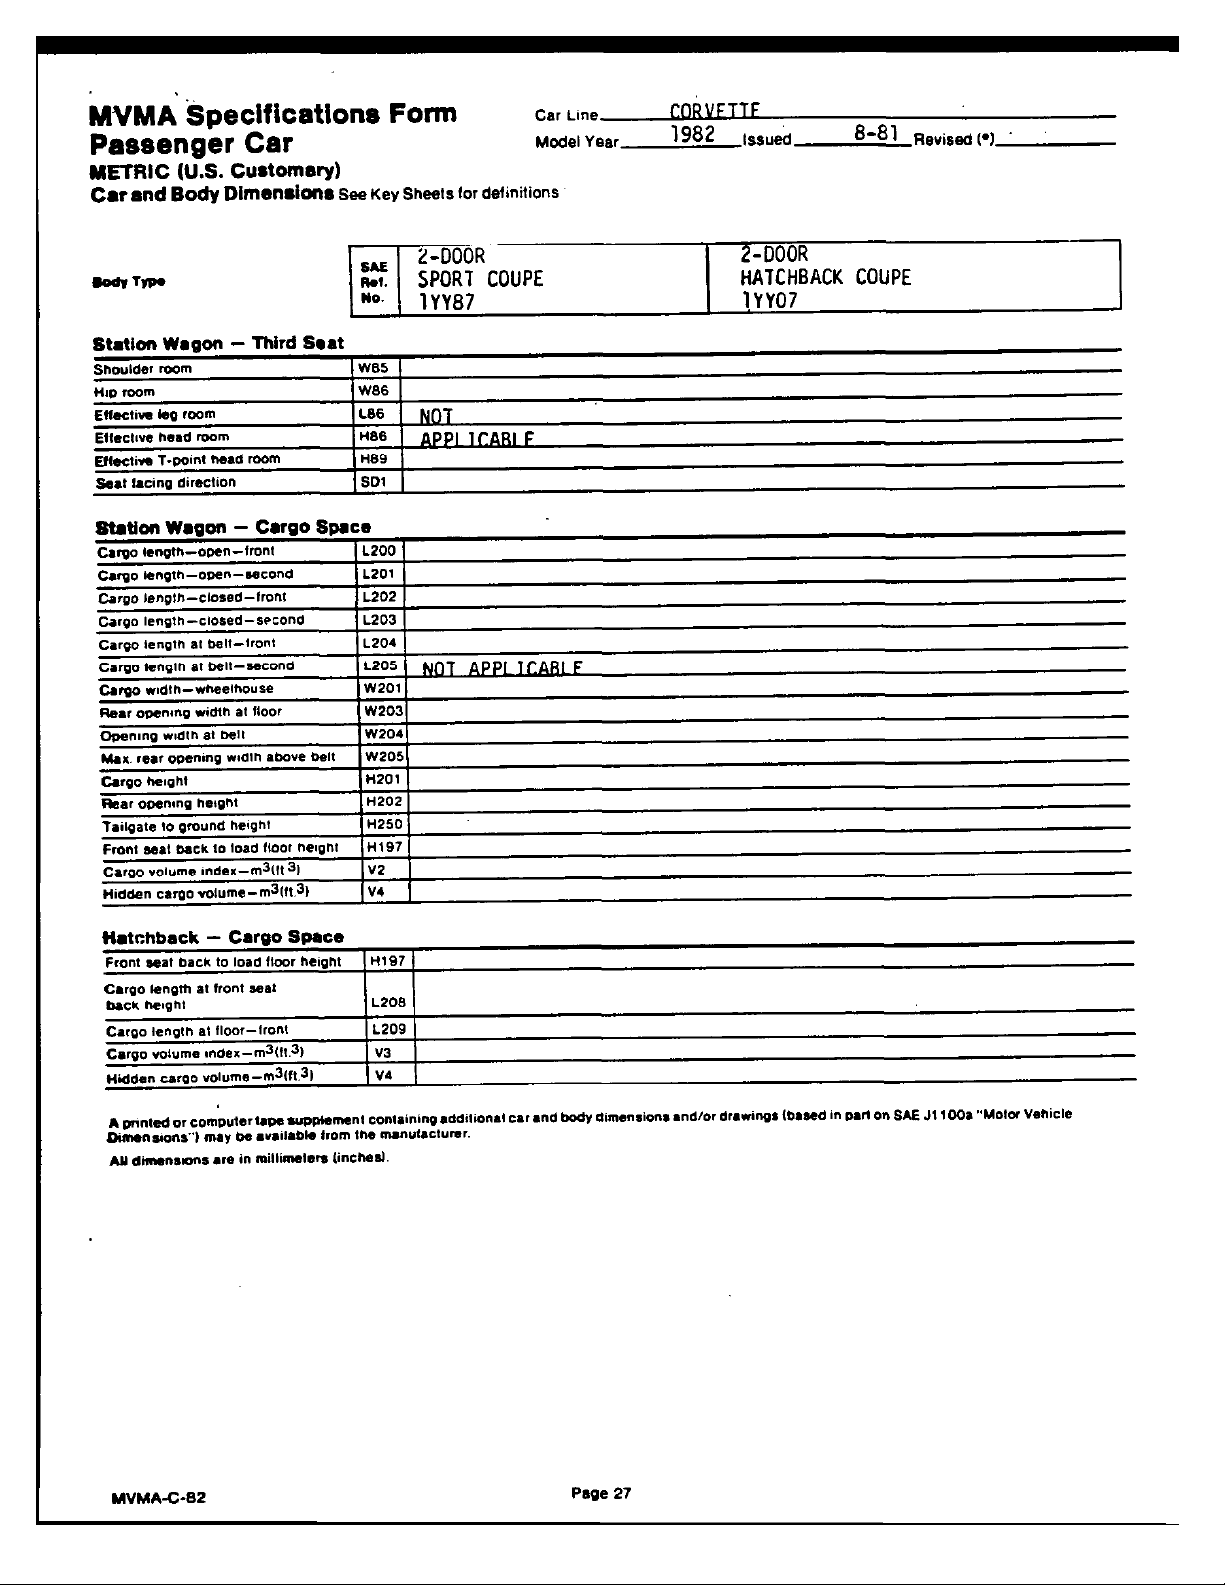 MVMA Specifications Form
Passenger Car
METRIC (U.S. Customary)
Car and Body Dimensions See Key Sheets for definitions
Car Line CORVETTE
Model Year 1982 Issued 8-81 Revised (•)
Body Type
SAE Ref. No.
2-DOOR
SPORT COUPE
1YY87
2-DOOR
HATCHBACK COUPE
1YY07
Station Wagon — Third Seat
Shoulder room W85
Hip room W86
Effective leg room L86 NOT
Effective head room H86 APPLICABLE
Effective T-point head room H89
Seat facing direction SD1
Station Wagon — Cargo Space
Cargo length—open—front L200
Cargo length—open—second L201
Cargo length—closed—front L202
Cargo length—closed—second L203
Cargo length at belt—front L204
Cargo length at belt—second L205 NOT APPLICABLE
Cargo width—wheelhouse W201
Rear opening width at floor W203
Opening width at belt W204
Max. rear opening width above belt W205
Cargo height H201
Rear opening height H202
Tailgate to ground height H250
Front seat back to load floor height H197
Cargo volume index—m3(ft.3) V2
Hidden cargo volume—m3(ft.3) V4
Hatchback — Cargo Space
Front seat back to load floor height H197
Cargo length at front seat
back height L208
Cargo length at floor—front L209
Cargo volume index—m3(ft.3) V3
Hidden cargo volume—m3(ft.3) V4
A printed or computer tape supplement containing additional car and body dimensions and/or drawings (based in part on SAE J1100a "Motor Vehicle
Dimensions") may be available from the manufacturer.
All dimensions are in millimeters (inches).
MVMA-C-82
Page 27